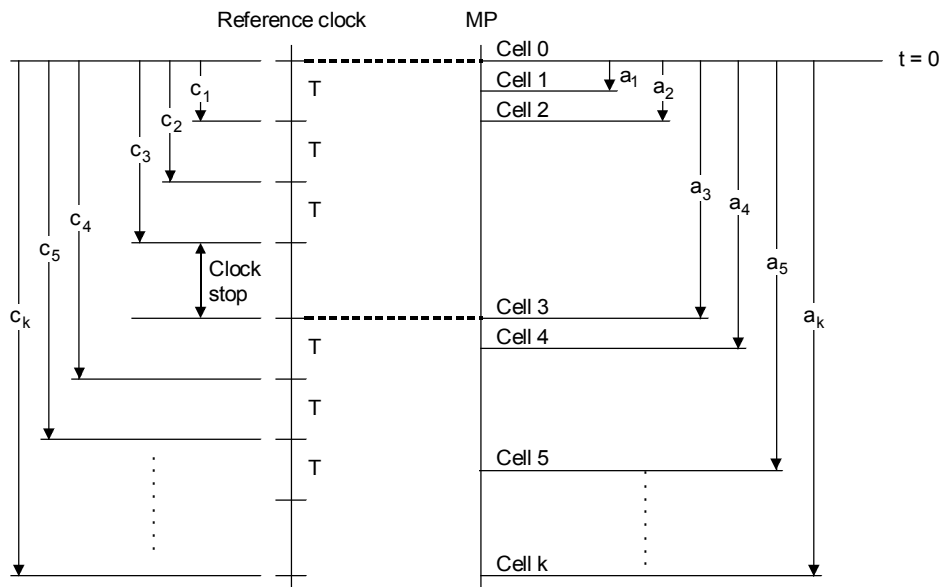 Reference clock MP
Cell 0
t = 0
T
Cell 1
a1
c1
a2
Cell 2
c2
T
c3
a3
T
a4
c4
c5
a5
Clock
stop
ck
Cell 3
ak
T
Cell 4
T
T
Cell 5
Cell k